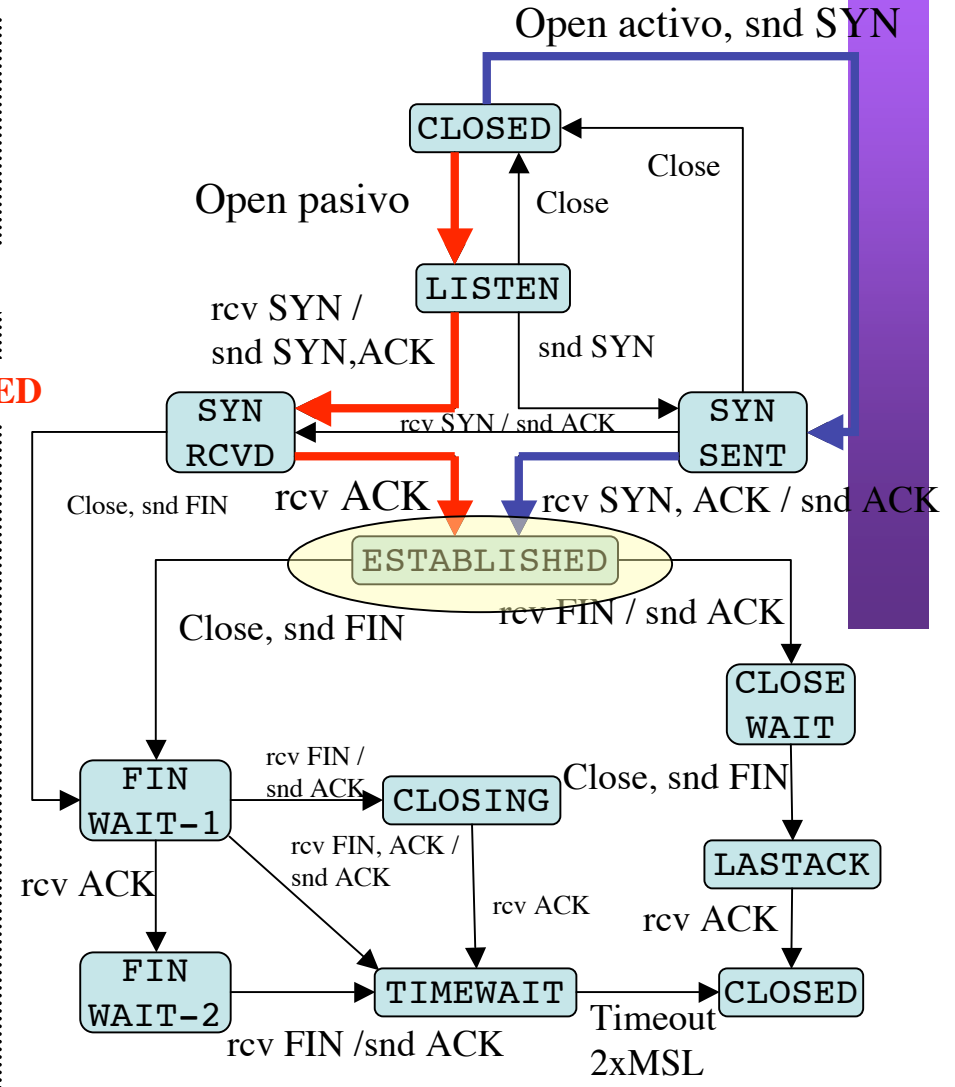 Open activo, snd SYN
CLOSED
Close
Open pasivo
Close
LISTEN
rcv SYN /
snd SYN,ACK
snd SYN
ED
SYN
RCVD
rcv SYN / snd ACK
SYN
SENT
Close, snd FIN
rcv ACK
rcv SYN, ACK / snd ACK
ESTABLISHED
rcv FIN / snd ACK
Close, snd FIN
CLOSE
WAIT
FIN
WAIT-1
rcv FIN /
snd ACK
CLOSING
Close, snd FIN
rcv FIN, ACK /
snd ACK
LASTACK
rcv ACK
rcv ACK
rcv ACK
FIN
WAIT-2
TIMEWAIT
CLOSED
rcv FIN /snd ACK
Timeout
2xMSL